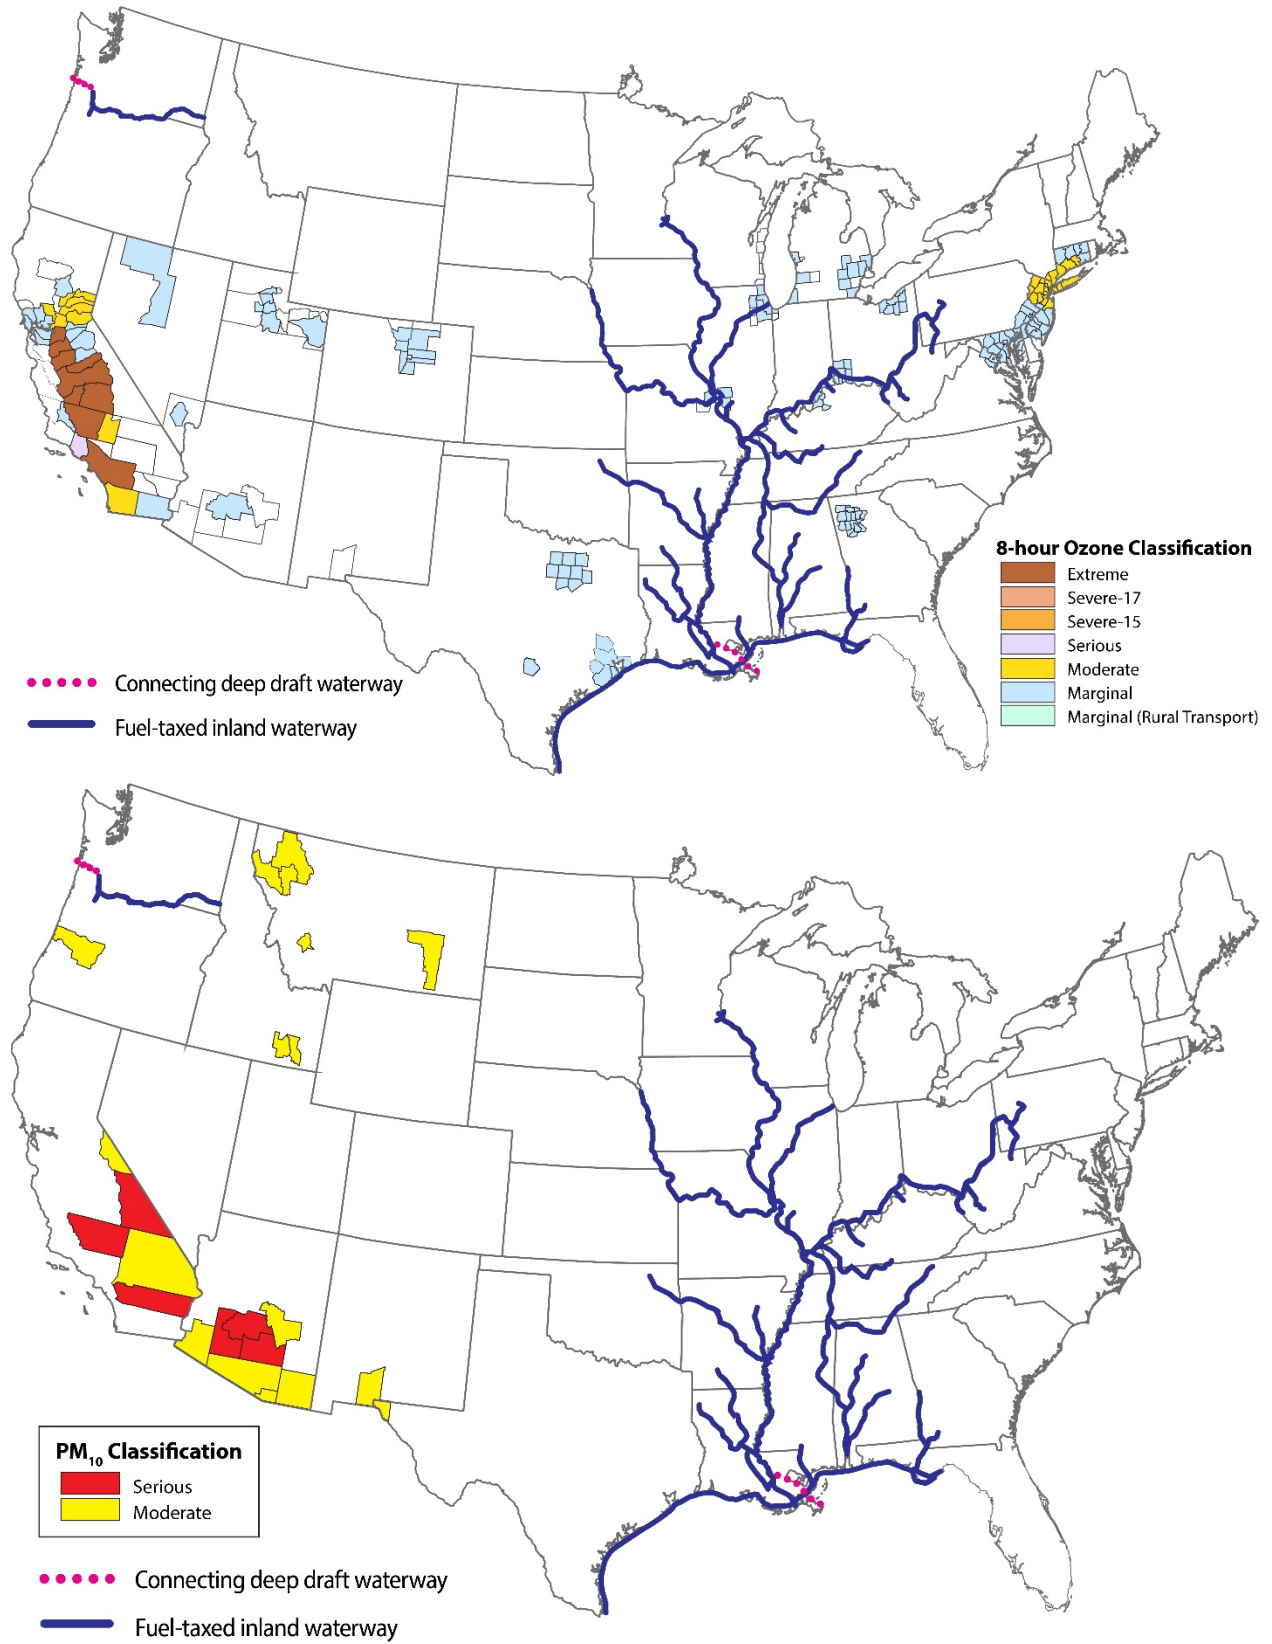 8-hour Ozone Classification
Extreme
Severe-17
Severe-15
Serious
Moderate
Marginal
Marginal (Rural Transport)
Connecting deep draft waterway
Fuel-taxed inland waterway
PM10 Classification
Serious
Moderate
Connecting deep draft waterway
Fuel-taxed inland waterway